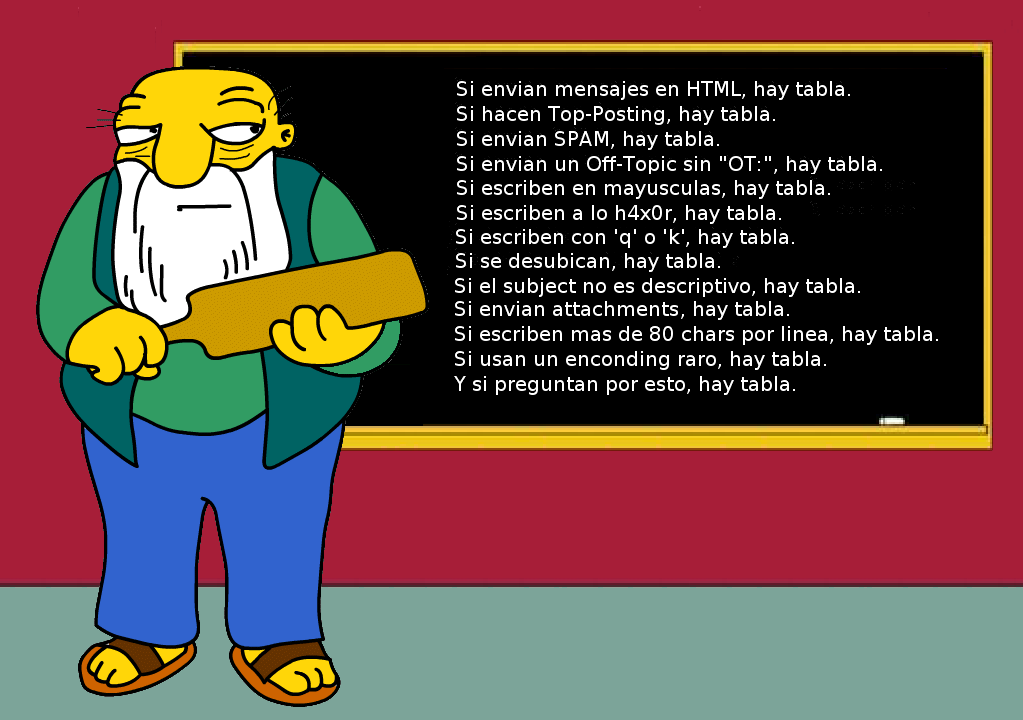 Si envian mensajes en HTML, hay tabla.
Si hacen Top-Posting, hay tabla.
Si envian SPAM, hay tabla.
Si envian un Off-Topic sin "OT:", hay tabla.
Si escriben en mayusculas, hay tabla.
Si escriben a lo h4x0r, hay tabla.
Si escriben con 'q' o 'k', hay tabla.
Si se desubican, hay tabla.
Si el subject no es descriptivo, hay tabla.
Si envian attachments, hay tabla.
Si escriben mas de 80 chars por linea, hay tabla.
Si usan un enconding raro, hay tabla.
Y si preguntan por esto, hay tabla.